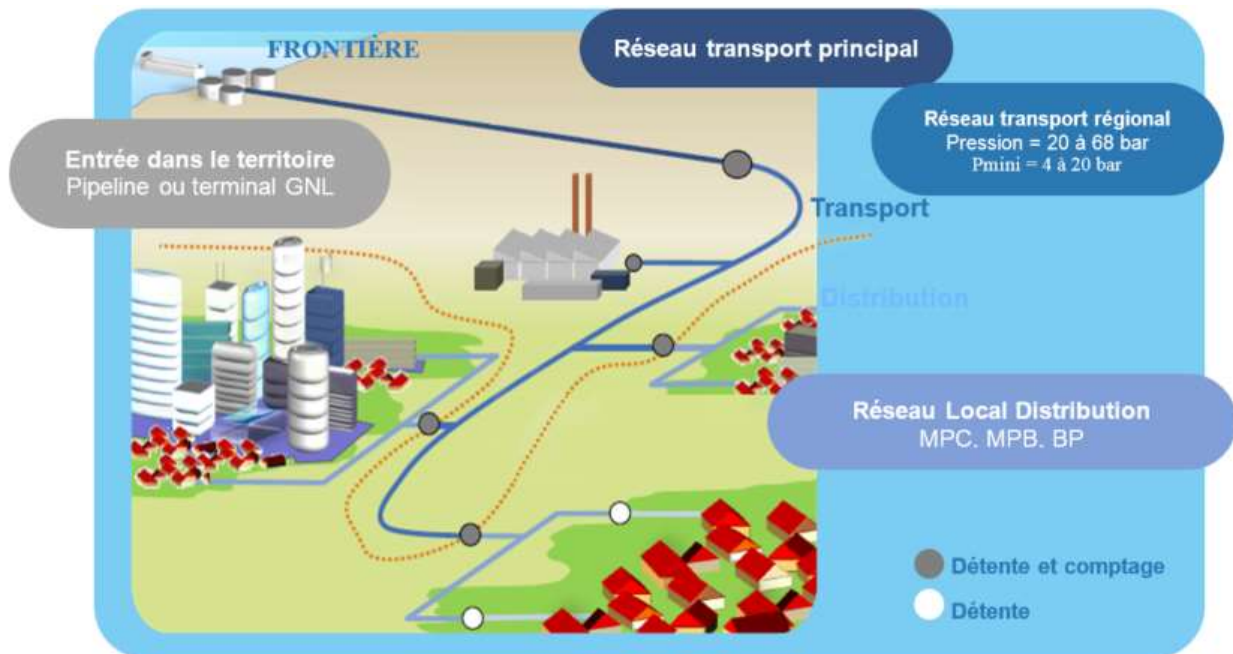 FRONTIÈRE
Réseau transport principal
Réseau transport régional
Pression = 20 à 68 bar
Pmini = 4 à 20 bar
Entrée dans le territoire
Pipeline ou terminal GNL
Transport
Distribution
Réseau Local Distribution
MPC. MPB. BP
Détente et comptage
Détente